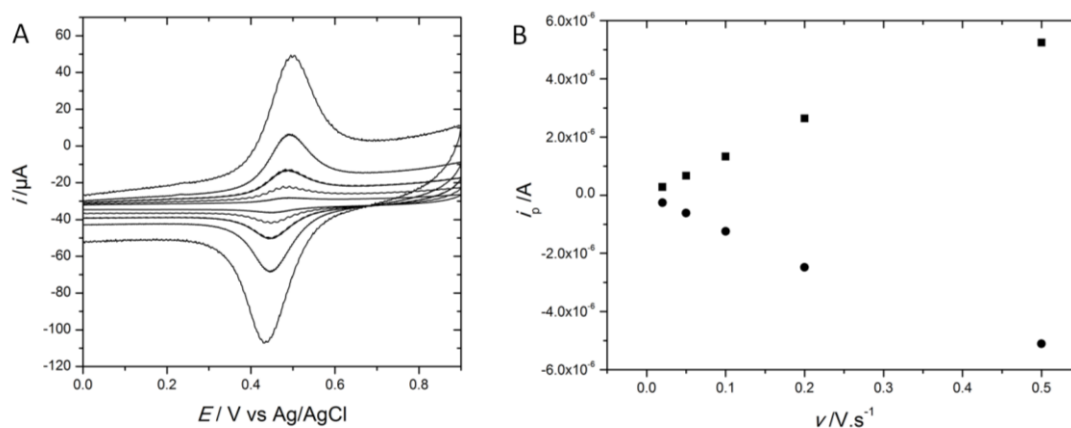 A
60
40
20
0
-20
-40
-60
-80
-100
-120
i /µA
0.0 0.2 0.4 0.6 0.8
E / V vs Ag/AgCl
B
6.0x10⁻⁶
4.0x10⁻⁶
2.0x10⁻⁶
0.0
-2.0x10⁻⁶
-4.0x10⁻⁶
-6.0x10⁻⁶
iₚ /A
0.0 0.1 0.2 0.3 0.4 0.5
v /V.s⁻¹